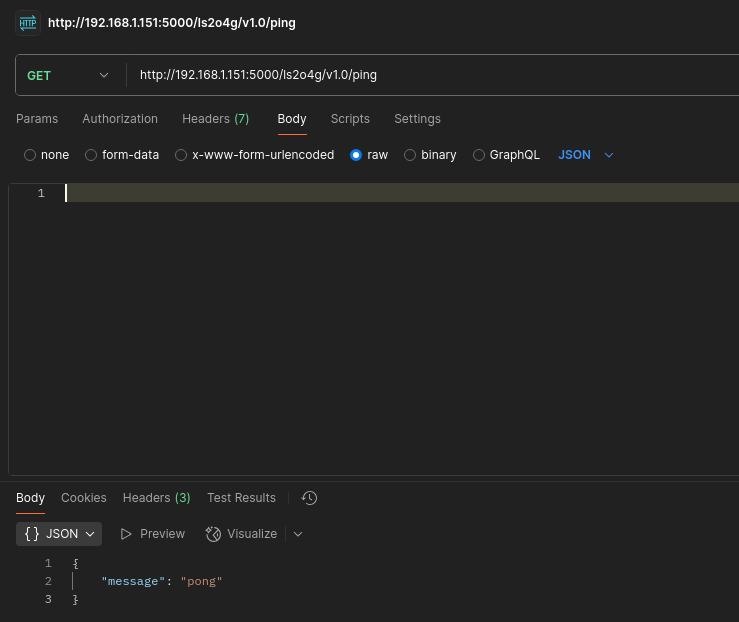 HTTP http://192.168.1.151:5000/ls2o4g/v1.0/ping
GET http://192.168.1.151:5000/ls2o4g/v1.0/ping
Params Authorization Headers (7) Body Scripts Settings
none form-data x-www-form-urlencoded raw binary GraphQL JSON
1
Body Cookies Headers (3) Test Results
{} JSON Preview Visualize
1 {
2 "message": "pong"
3 }